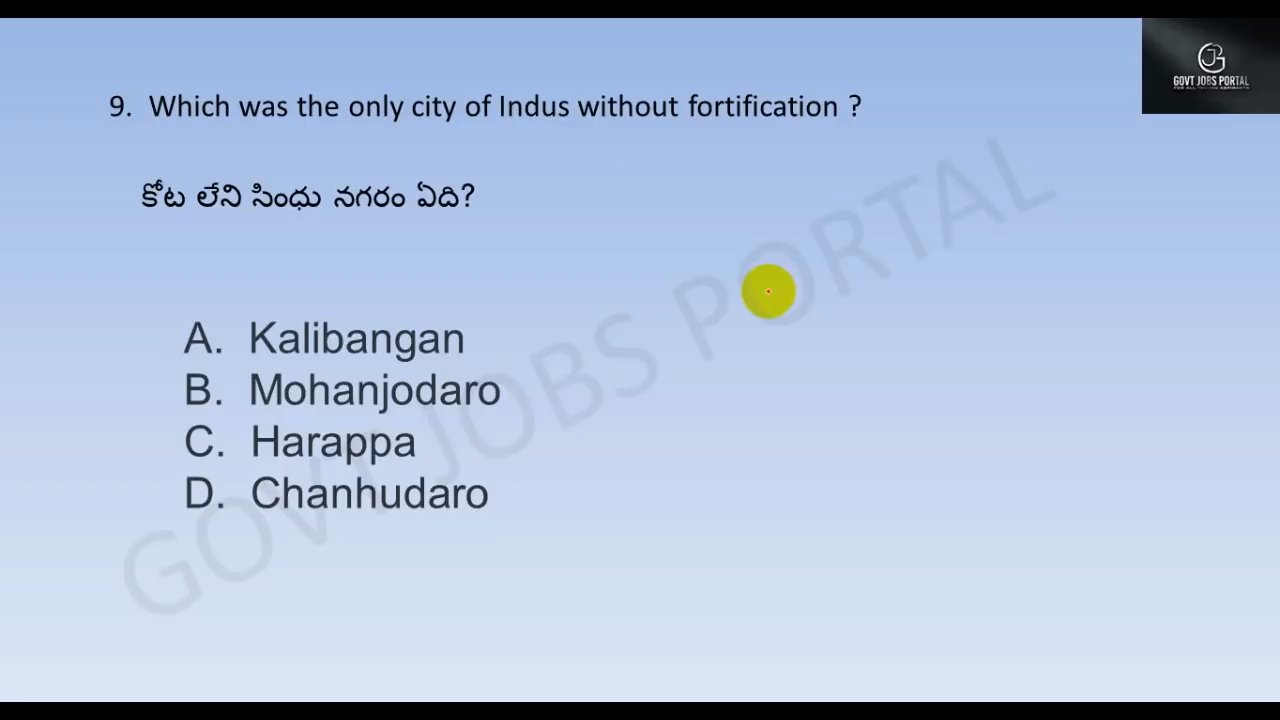 GOVT JOBS PORTAL
9. Which was the only city of Indus without fortification ?
కోట లేని సింధు నగరం ఏది?
A. Kalibangan
B. Mohanjodaro
C. Harappa
D. Chanhudaro
GOVT JOBS PORTAL